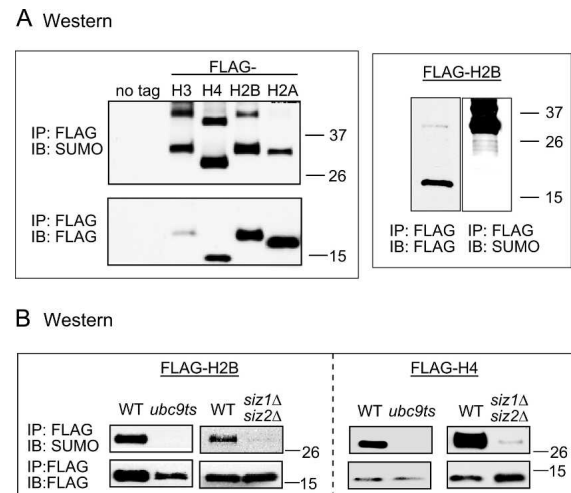 A Western
FLAG-
no tag H3 H4 H2B H2A
IP: FLAG
IB: SUMO
37
26
IP: FLAG
IB: FLAG
15
FLAG-H2B
37
26
15
IP: FLAG IP: FLAG
IB: FLAG IB: SUMO
B Western
FLAG-H2B FLAG-H4
WT ubc9ts WT siz1Δ siz2Δ WT ubc9ts WT siz1Δ siz2Δ
IP: FLAG
IB: SUMO
26
26
IP:FLAG
IB:FLAG
15
15